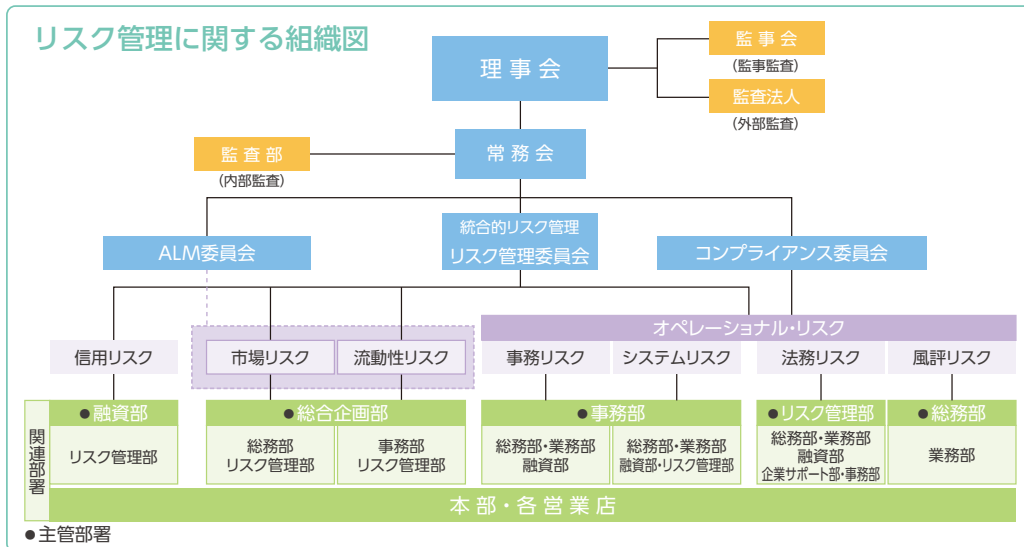 リスク管理に関する組織図
理事会
監事会
(監事監査)
監査法人
(外部監査)
常務会
監査部
(内部監査)
ALM委員会
統合的リスク管理
リスク管理委員会
コンプライアンス委員会
オペレーショナル・リスク
信用リスク
市場リスク
流動性リスク
事務リスク
システムリスク
法務リスク
風評リスク
関連部署
●融資部
リスク管理部
●総合企画部
総務部
リスク管理部
事務部
リスク管理部
●事務部
総務部・業務部
融資部
総務部・業務部
融資部・リスク管理部
●リスク管理部
総務部・業務部
融資部
企業サポート部・事務部
●総務部
業務部
本部・各営業店
●主管部署